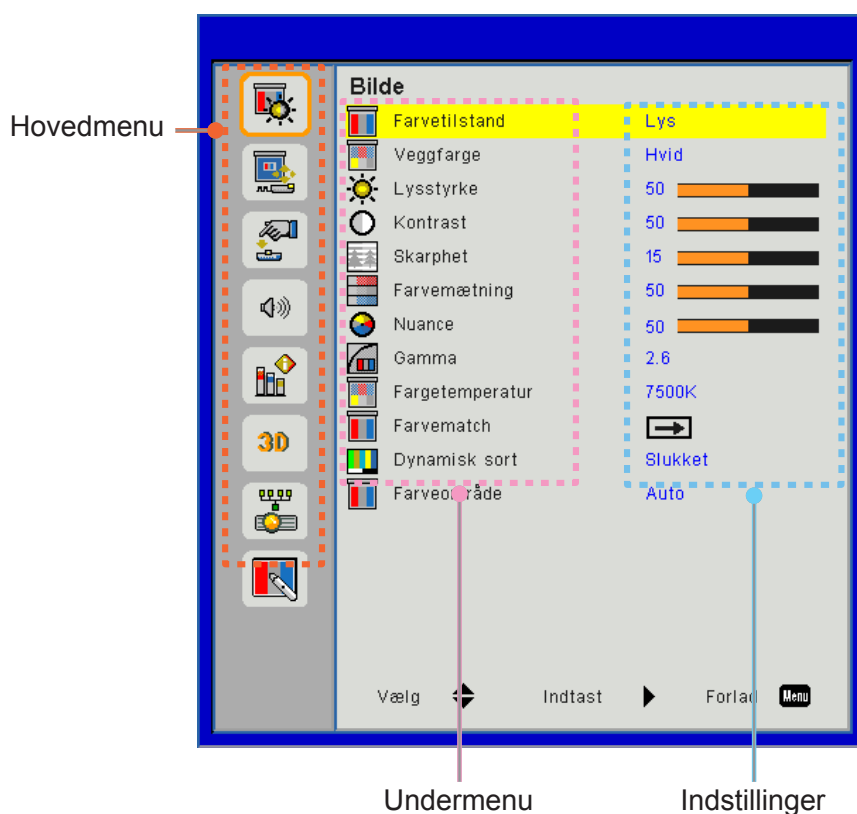 Bilde
Hovedmenu
Farvetilstand Lys
Veggfarge Hvid
Lysstyrke 50
Kontrast 50
Skarphet 15
Farvemætning 50
Nuance 50
Gamma 2.6
Fargetemperatur 7500K
3D
Farvematch
Dynamisk sort Slukket
Farveområde Auto
Vælg Indtast Forlad Menu
Undermenu Indstillinger